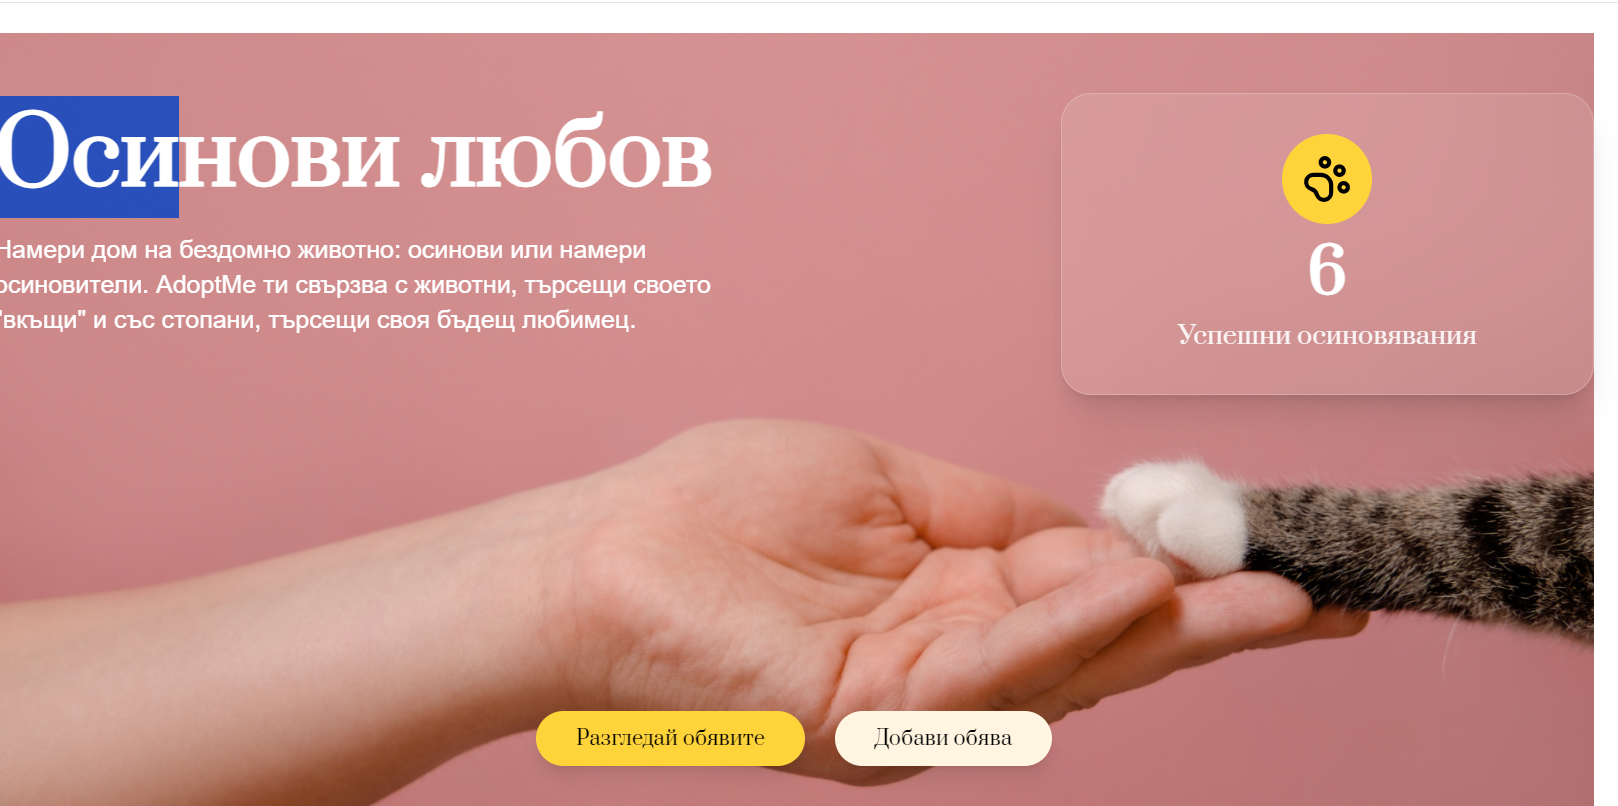 Осинови любов
Намери дом на бездомно животно: осинови или намери
осиновители. AdoptMe ти свързва с животни, търсещи своето
"вкъщи" и със стопани, търсещи своя бъдещ любимец.
6
Успешни осиновявания
Разгледай обявите
Добави обява